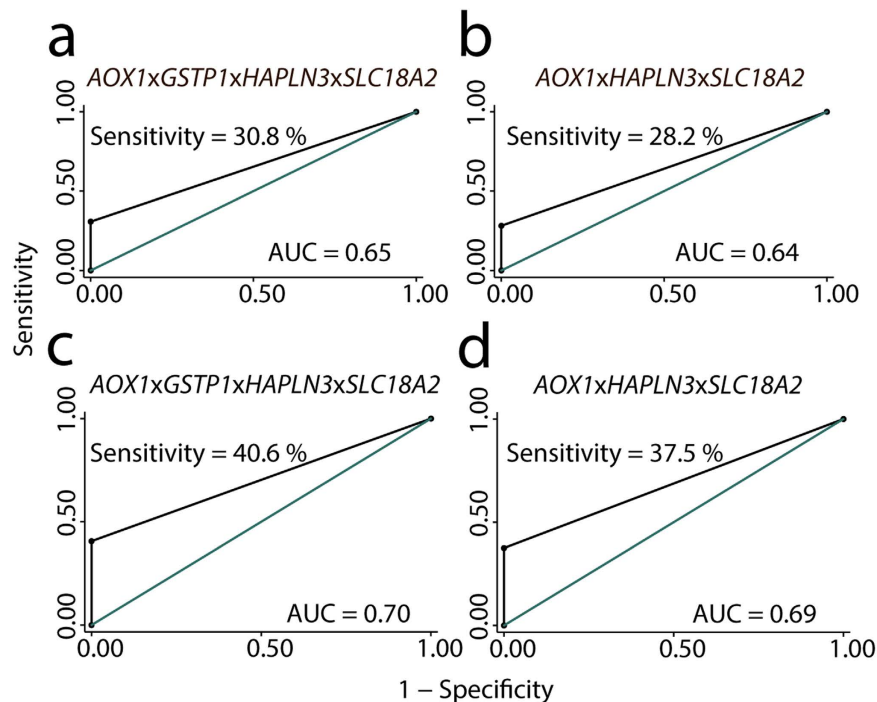 a
AOX1xGSTP1xHAPLN3xSLC18A2
1.00
Sensitivity = 30.8 %
0.50
AUC = 0.65
0.00
0.00 0.50 1.00
b
AOX1xHAPLN3xSLC18A2
1.00
Sensitivity = 28.2 %
0.50
AUC = 0.64
0.00
0.00 0.50 1.00
Sensitivity
c
AOX1xGSTP1xHAPLN3xSLC18A2
1.00
Sensitivity = 40.6 %
0.50
AUC = 0.70
0.00
0.00 0.50 1.00
d
AOX1xHAPLN3xSLC18A2
1.00
Sensitivity = 37.5 %
0.50
AUC = 0.69
0.00
0.00 0.50 1.00
1 – Specificity